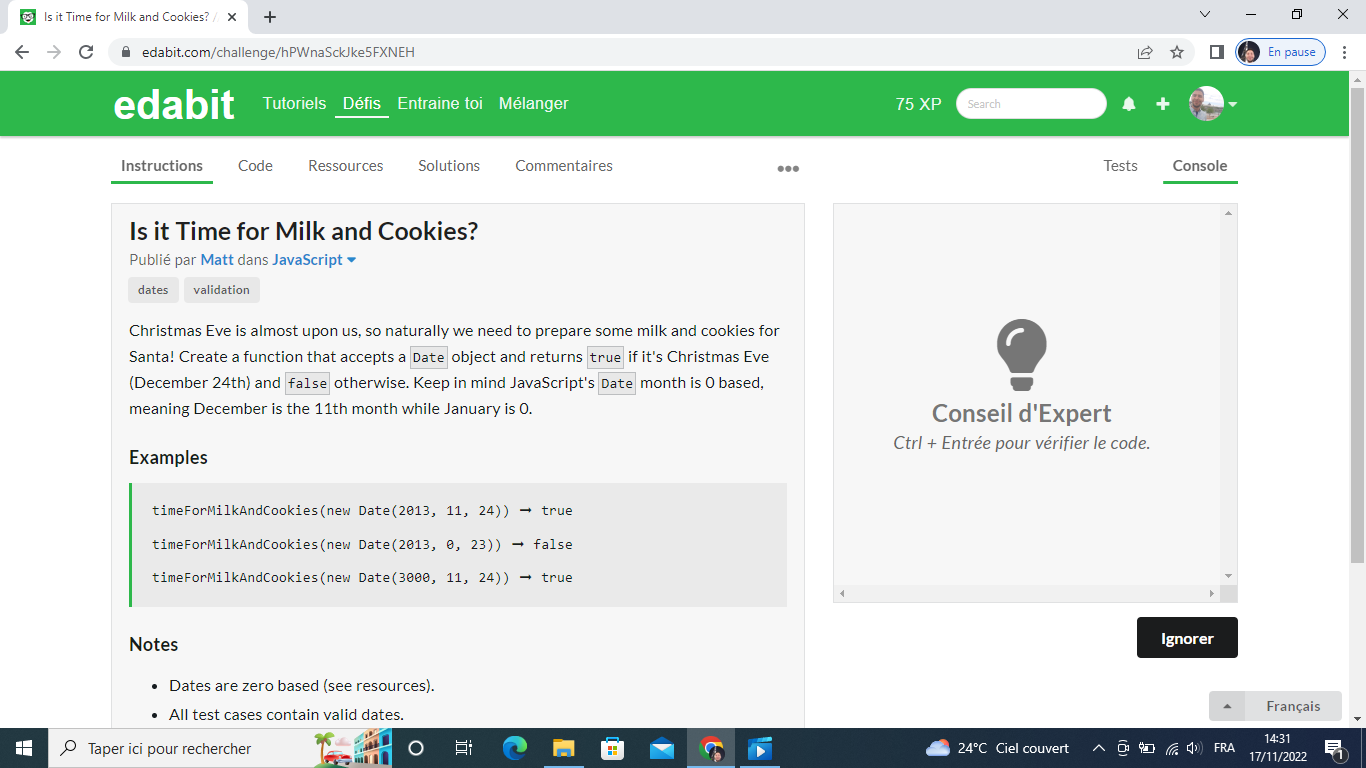 Is it Time for Milk and Cookies? /
edabit.com/challenge/hPWnaSckJke5FXNEH
En pause
edabit
Tutoriels
Défis
Entraine toi
Mélanger
75 XP
Search
Instructions
Code
Ressources
Solutions
Commentaires
Tests
Console
Is it Time for Milk and Cookies?
Publié par Matt dans JavaScript
dates
validation
Christmas Eve is almost upon us, so naturally we need to prepare some milk and cookies for
Santa! Create a function that accepts a Date object and returns true if it's Christmas Eve
(December 24th) and false otherwise. Keep in mind JavaScript's Date month is 0 based,
meaning December is the 11th month while January is 0.
Examples
timeForMilkAndCookies(new Date(2013, 11, 24)) ➞ true
timeForMilkAndCookies(new Date(2013, 0, 23)) ➞ false
timeForMilkAndCookies(new Date(3000, 11, 24)) ➞ true
Notes
• Dates are zero based (see resources).
• All test cases contain valid dates.
Conseil d'Expert
Ctrl + Entrée pour vérifier le code.
Ignorer
Français
Taper ici pour rechercher
24°C Ciel couvert
FRA
14:31
17/11/2022
1